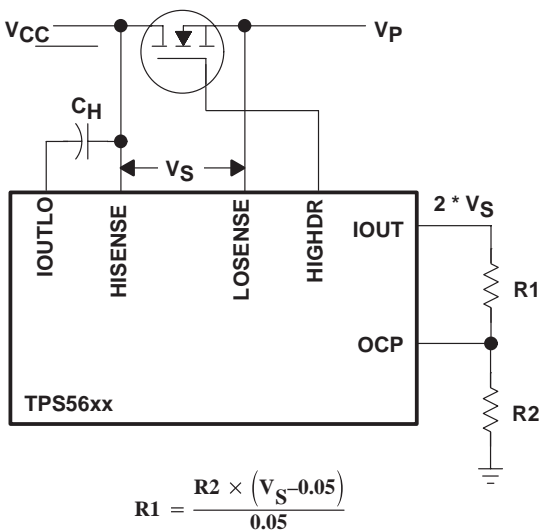 VCC
VP
CH
VS
IOUTLO
HISENSE
LOSENSE
HIGHDR
IOUT
2 * VS
R1
OCP
R2
TPS56xx
R1 = R2 × (VS–0.05) / 0.05